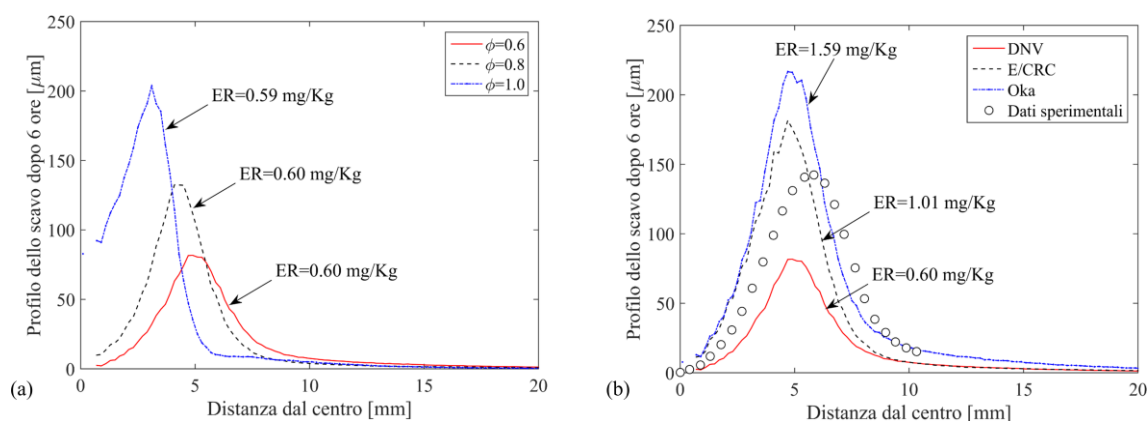 250
200
150
100
50
0
Profilo dello scavo dopo 6 ore [μm]
ϕ=0.6
ϕ=0.8
ϕ=1.0
ER=0.59 mg/Kg
ER=0.60 mg/Kg
ER=0.60 mg/Kg
0 5 10 15 20
Distanza dal centro [mm]
(a)
250
200
150
100
50
0
Profilo dello scavo dopo 6 ore [μm]
DNV
E/CRC
Oka
Dati sperimentali
ER=1.59 mg/Kg
ER=1.01 mg/Kg
ER=0.60 mg/Kg
0 5 10 15 20
Distanza dal centro [mm]
(b)